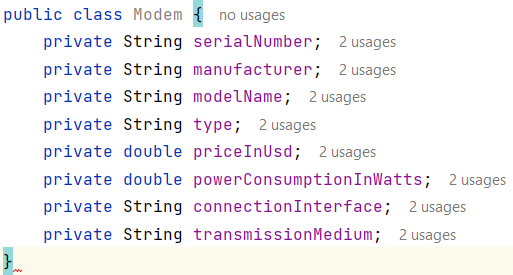 public class Modem { no usages
private String serialNumber; 2 usages
private String manufacturer; 2 usages
private String modelName; 2 usages
private String type; 2 usages
private double priceInUsd; 2 usages
private double powerConsumptionInWatts; 2 usages
private String connectionInterface; 2 usages
private String transmissionMedium; 2 usages
}